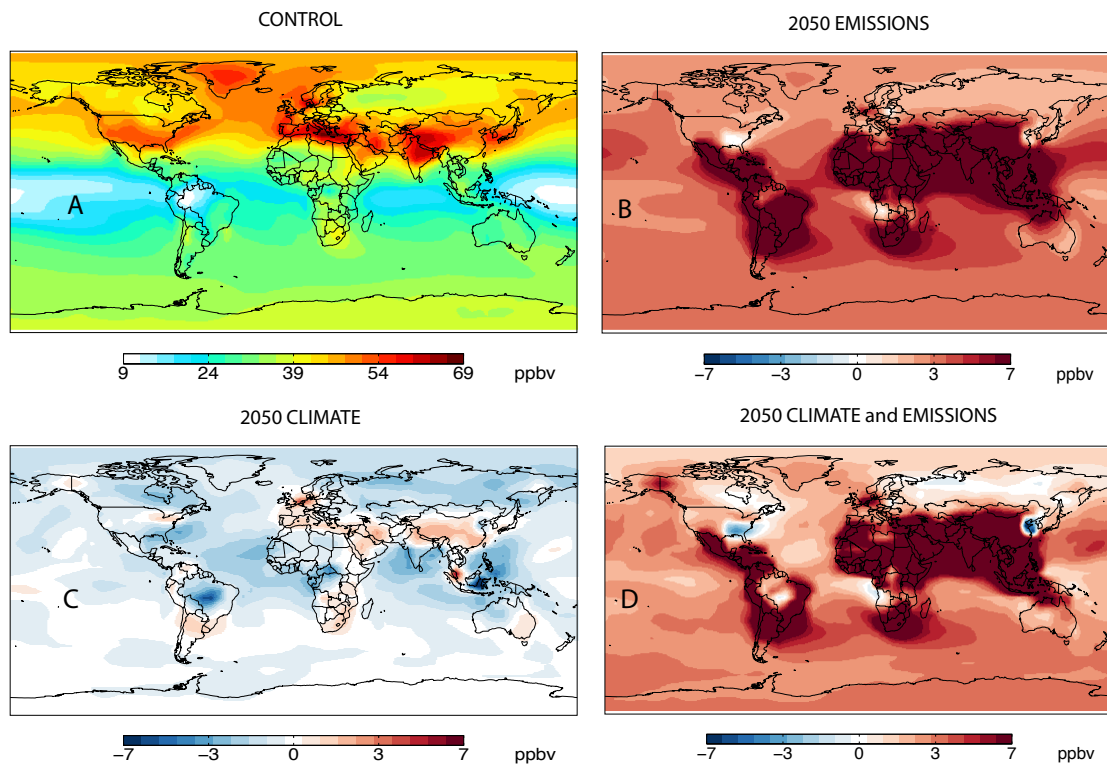 CONTROL
2050 EMISSIONS
A
B
9 24 39 54 69 ppbv
-7 -3 0 3 7 ppbv
2050 CLIMATE
2050 CLIMATE and EMISSIONS
C
D
-7 -3 0 3 7 ppbv
-7 -3 0 3 7 ppbv